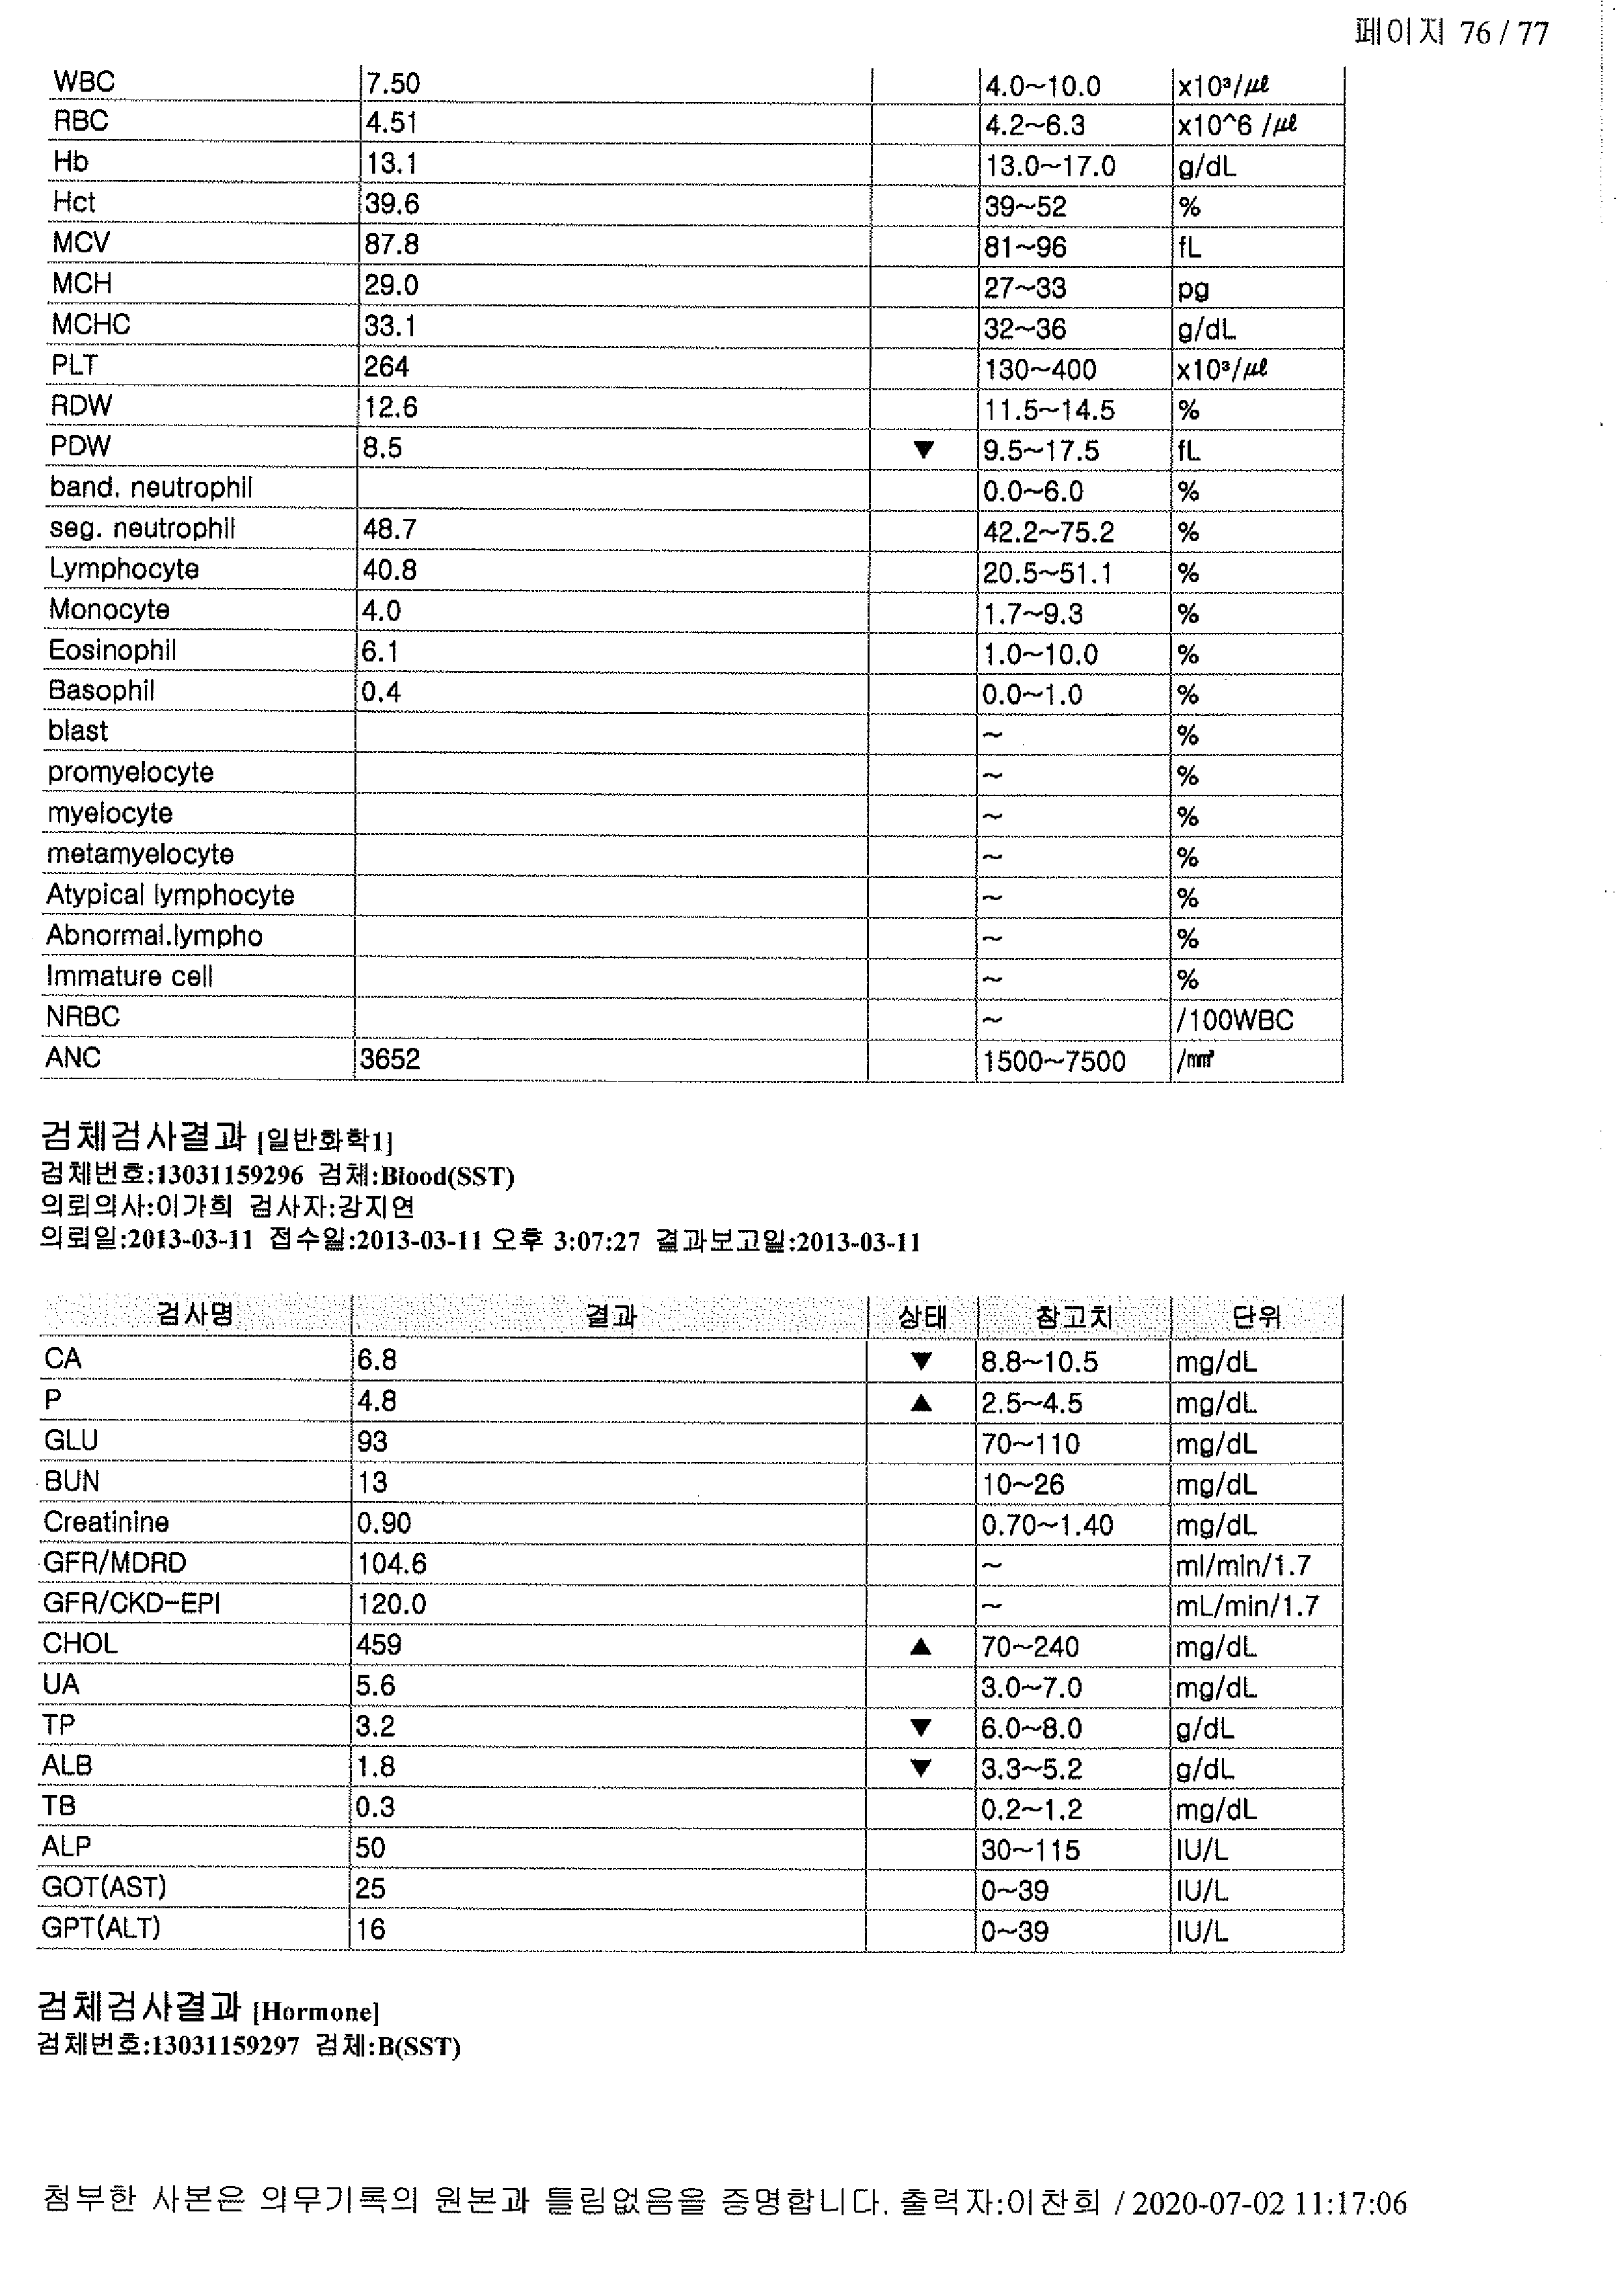 페이지 76 / 77
WBC 7.50 4.0~10.0 x10³/㎕
RBC 4.51 4.2~6.3 x10^6 /㎕
Hb 13.1 13.0~17.0 g/dL
Hct 39.6 39~52 %
MCV 87.8 81~96 fL
MCH 29.0 27~33 pg
MCHC 33.1 32~36 g/dL
PLT 264 130~400 x10³/㎕
RDW 12.6 11.5~14.5 %
PDW 8.5 ▼ 9.5~17.5 fL
band. neutrophil 0.0~6.0 %
seg. neutrophil 48.7 42.2~75.2 %
Lymphocyte 40.8 20.5~51.1 %
Monocyte 4.0 1.7~9.3 %
Eosinophil 6.1 1.0~10.0 %
Basophil 0.4 0.0~1.0 %
blast ~ %
promyelocyte ~ %
myelocyte ~ %
metamyelocyte ~ %
Atypical lymphocyte ~ %
Abnormal.lympho ~ %
Immature cell ~ %
NRBC ~ /100WBC
ANC 3652 1500~7500 /㎣
검체검사결과 [일반화학1]
검체번호:13031159296 검체:Blood(SST)
의뢰의사:이가희 검사자:강지연
의뢰일:2013-03-11 접수일:2013-03-11 오후 3:07:27 결과보고일:2013-03-11
검사명 결과 상태 참고치 단위
CA 6.8 ▼ 8.8~10.5 mg/dL
P 4.8 ▲ 2.5~4.5 mg/dL
GLU 93 70~110 mg/dL
BUN 13 10~26 mg/dL
Creatinine 0.90 0.70~1.40 mg/dL
GFR/MDRD 104.6 ~ ml/min/1.7
GFR/CKD-EPI 120.0 ~ mL/min/1.7
CHOL 459 ▲ 70~240 mg/dL
UA 5.6 3.0~7.0 mg/dL
TP 3.2 ▼ 6.0~8.0 g/dL
ALB 1.8 ▼ 3.3~5.2 g/dL
TB 0.3 0.2~1.2 mg/dL
ALP 50 30~115 IU/L
GOT(AST) 25 0~39 IU/L
GPT(ALT) 16 0~39 IU/L
검체검사결과 [Hormone]
검체번호:13031159297 검체:B(SST)
첨부한 사본은 의무기록의 원본과 틀림없음을 증명합니다. 출력자:이찬희 / 2020-07-02 11:17:06